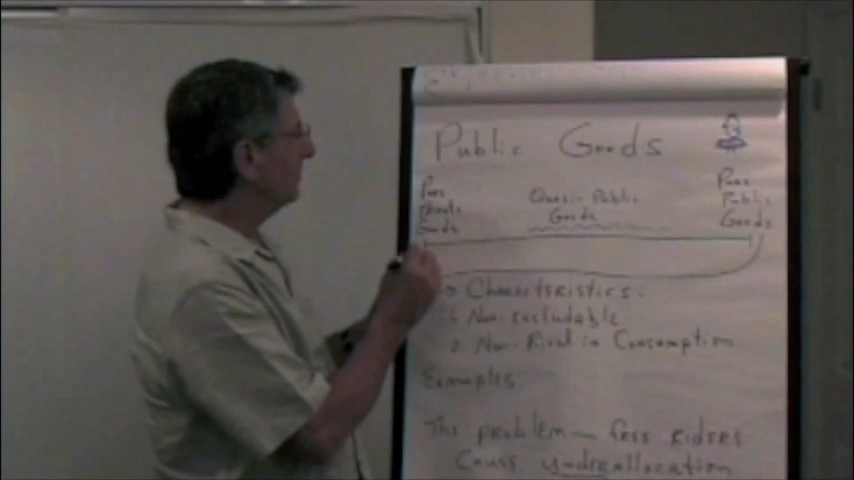 Public Goods
Pure Private Goods
Quasi-Public Goods
Pure Public Goods
Characteristics:
1. Non-excludable
2. Non-Rival in Consumption
Examples:
The problem — free RIDERS
Cause underallocation